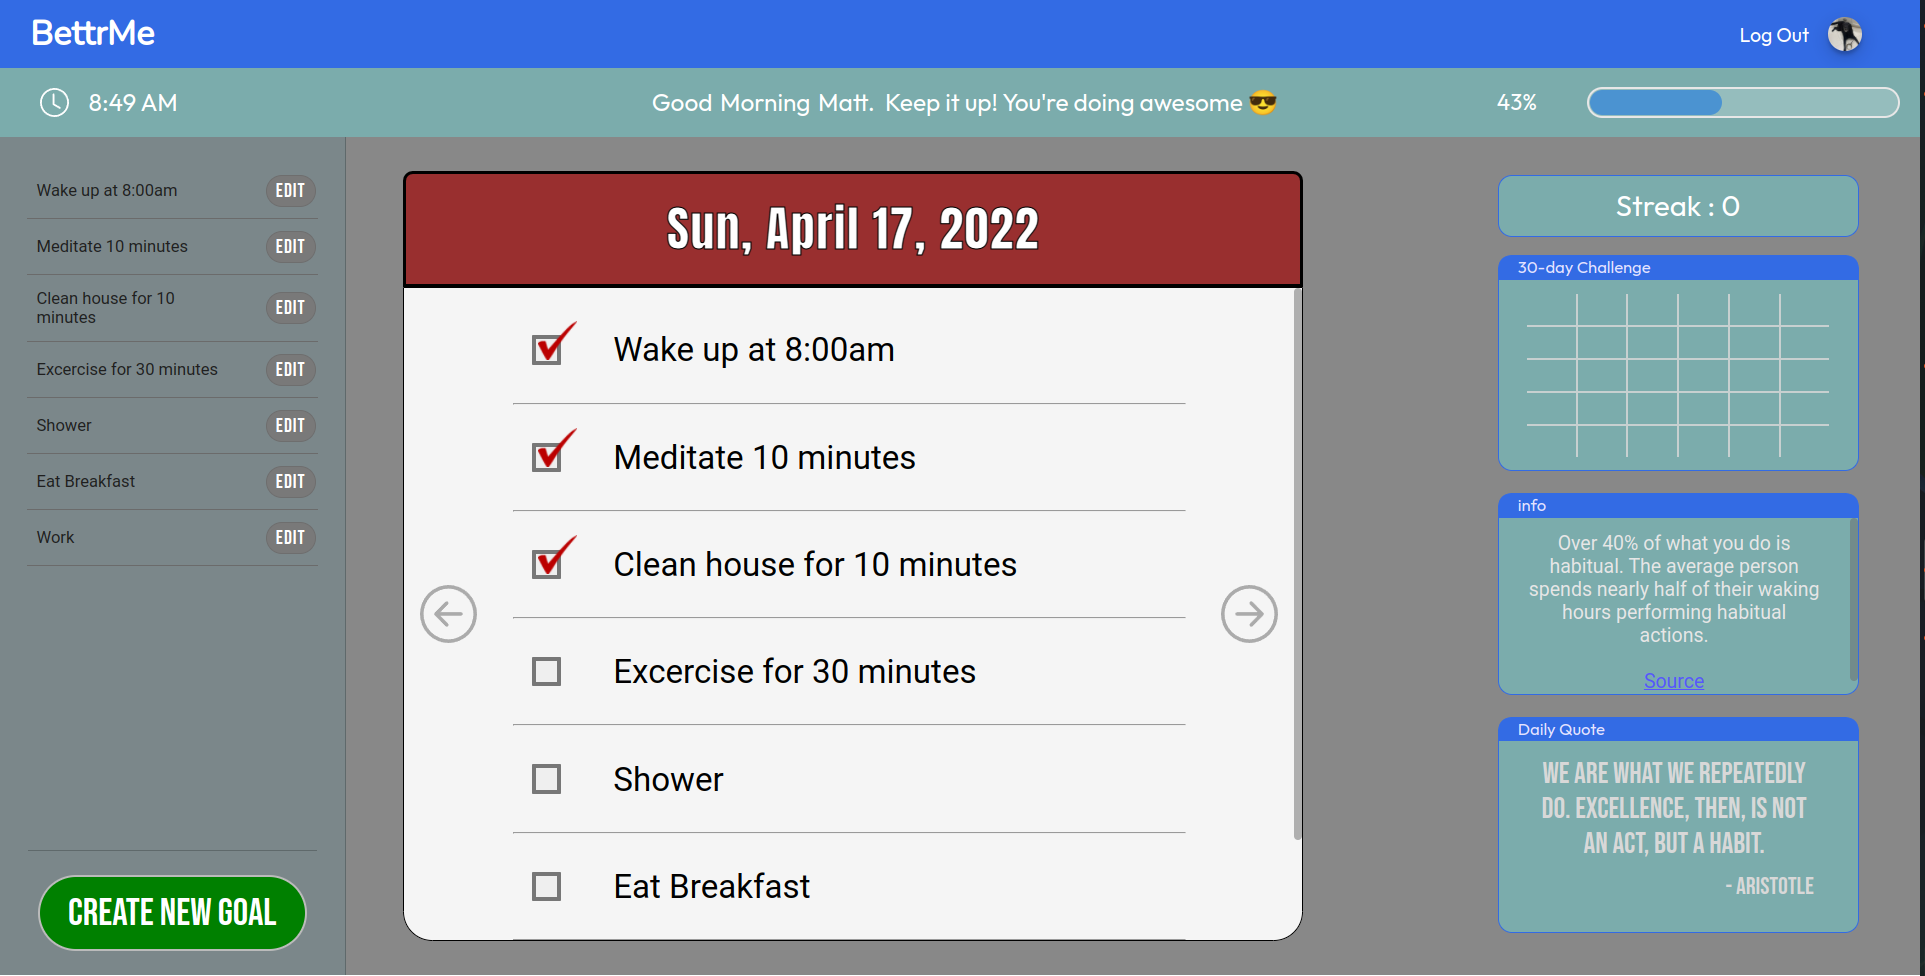 BettrMe
Log Out
8:49 AM
Good Morning Matt. Keep it up! You're doing awesome 😎
43%
Wake up at 8:00am
EDIT
Meditate 10 minutes
EDIT
Clean house for 10
minutes
EDIT
Excercise for 30 minutes
EDIT
Shower
EDIT
Eat Breakfast
EDIT
Work
EDIT
CREATE NEW GOAL
Sun, April 17, 2022
Wake up at 8:00am
Meditate 10 minutes
Clean house for 10 minutes
Excercise for 30 minutes
Shower
Eat Breakfast
Streak : 0
30-day Challenge
info
Over 40% of what you do is
habitual. The average person
spends nearly half of their waking
hours performing habitual
actions.
Source
Daily Quote
WE ARE WHAT WE REPEATEDLY
DO. EXCELLENCE, THEN, IS NOT
AN ACT, BUT A HABIT.
- ARISTOTLE